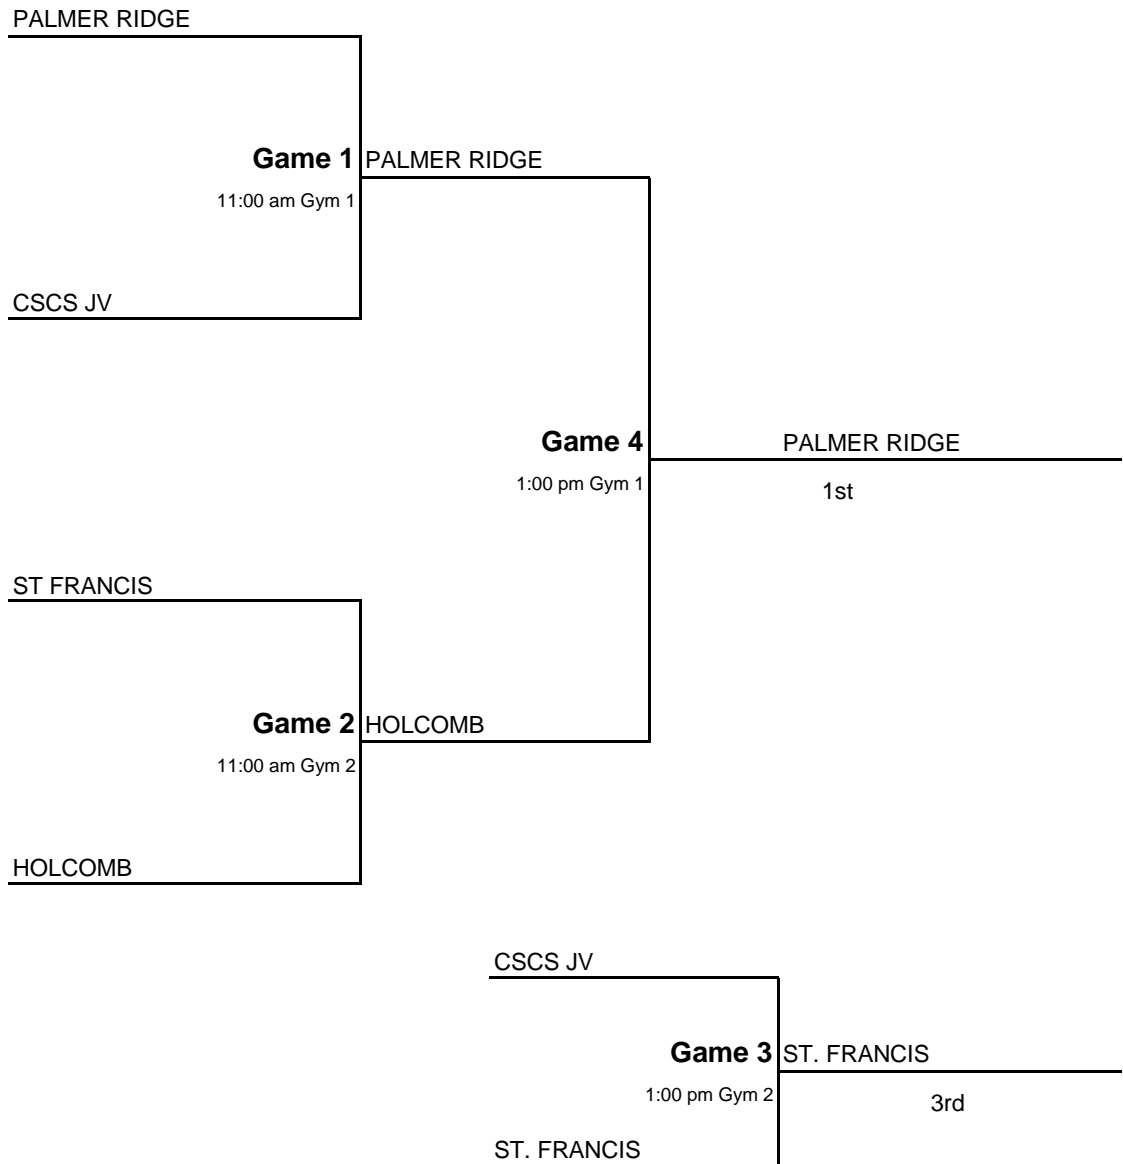 PALMER RIDGE
Game 1 PALMER RIDGE
11:00 am Gym 1
CSCS JV
Game 4 PALMER RIDGE
1:00 pm Gym 1
1st
ST FRANCIS
Game 2 HOLCOMB
11:00 am Gym 2
HOLCOMB
CSCS JV
Game 3 ST. FRANCIS
1:00 pm Gym 2
3rd
ST. FRANCIS